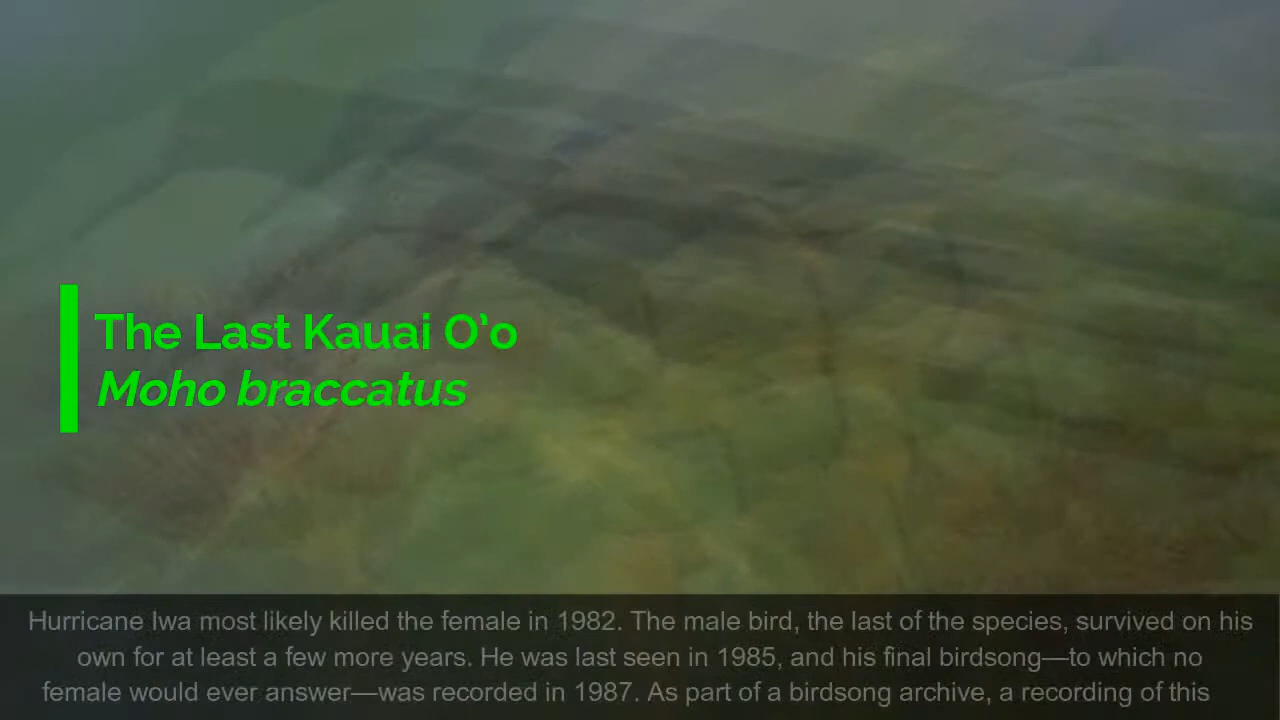 The Last Kauai O’o
Moho braccatus
Hurricane Iwa most likely killed the female in 1982. The male bird, the last of the species, survived on his
own for at least a few more years. He was last seen in 1985, and his final birdsong—to which no
female would ever answer—was recorded in 1987. As part of a birdsong archive, a recording of this